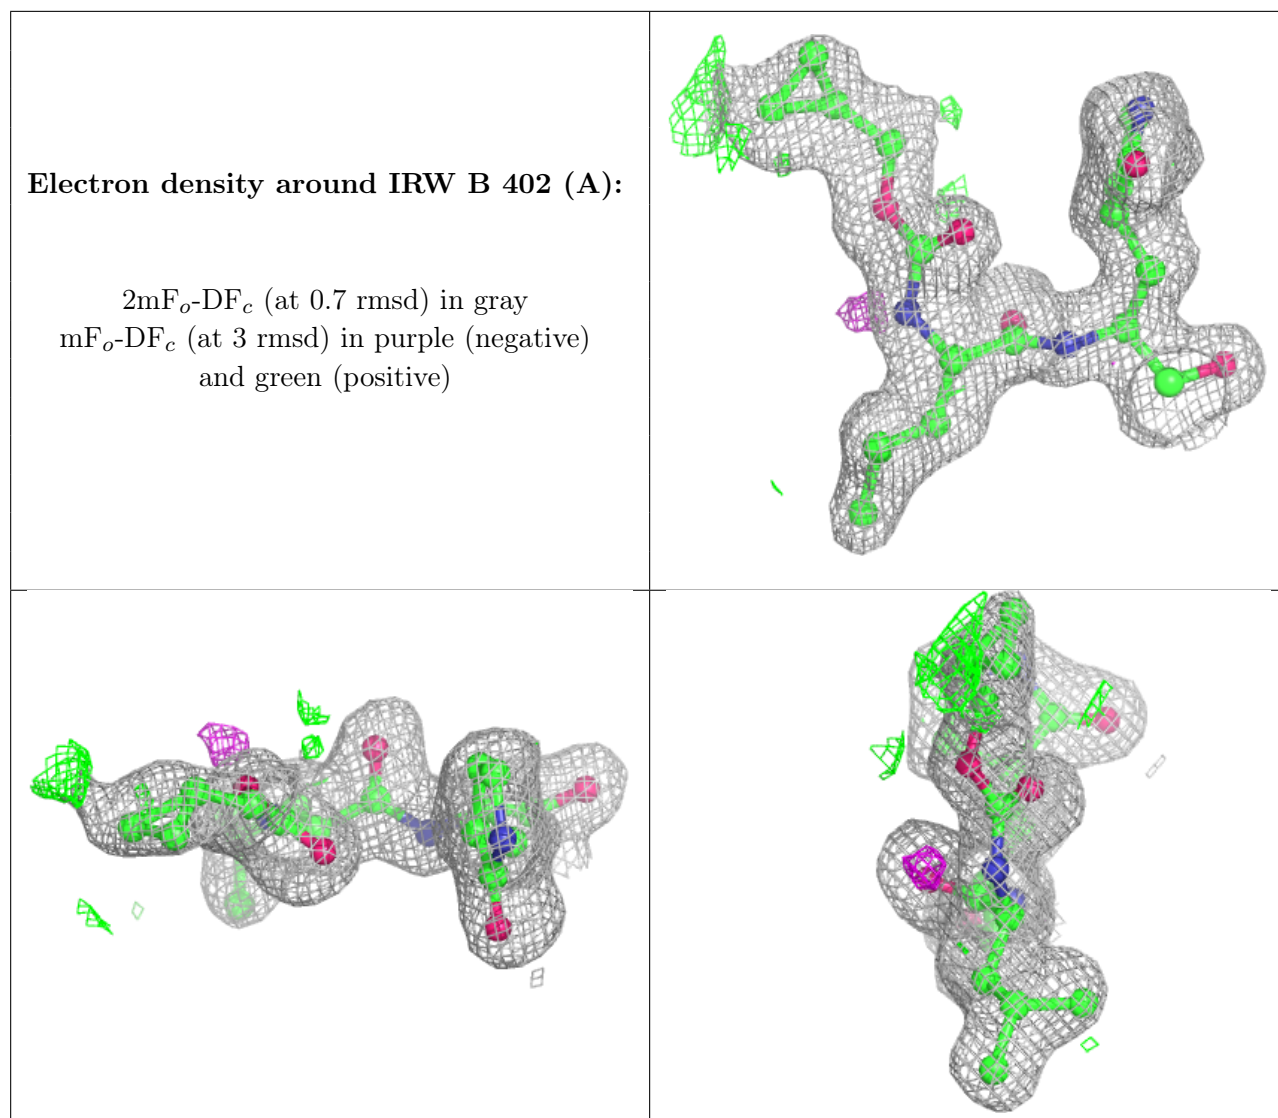 Electron density around IRW B 402 (A):
2mFₒ-DF𝒸 (at 0.7 rmsd) in gray
mFₒ-DF𝒸 (at 3 rmsd) in purple (negative)
and green (positive)